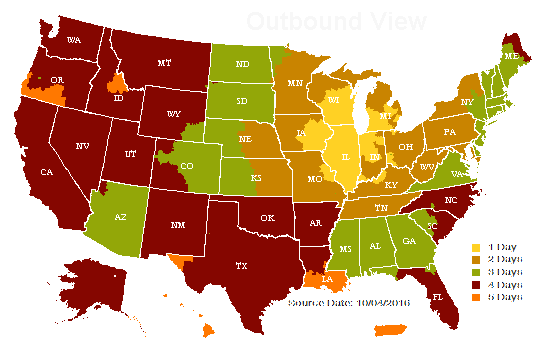 Outbound View
WA
MT
ND
MN
ME
OR
ID
SD
WI
MI
NY
WY
IA
PA
NE
NV
UT
CO
IL
IN
OH
WV
VA
CA
KS
MO
KY
NC
AZ
NM
OK
AR
TN
SC
MS
AL
GA
TX
LA
FL
1 Day
2 Days
3 Days
4 Days
5 Days
Source Date: 10/04/2016